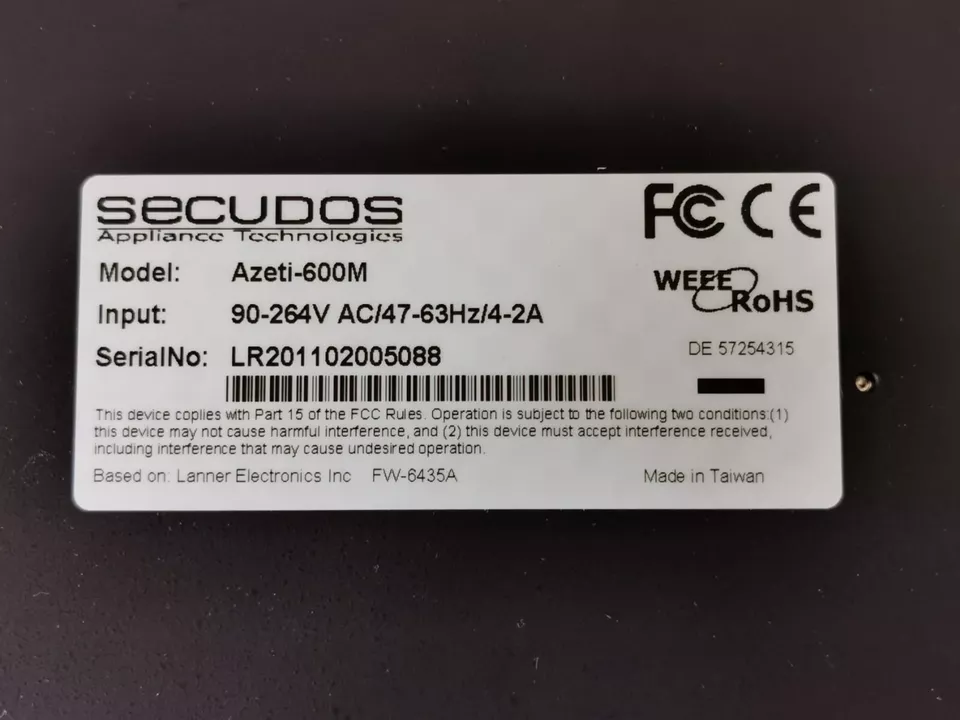 SECUDOS
Appliance Technologies
FC CE
Model: Azeti-600M
WEEE
RoHS
Input: 90-264V AC/47-63Hz/4-2A
SerialNo: LR201102005088
DE 57254315
This device coplies with Part 15 of the FCC Rules. Operation is subject to the following two conditions:(1)
this device may not cause harmful interference, and (2) this device must accept interference received,
including interference that may cause undesired operation.
Based on: Lanner Electronics Inc FW-6435A
Made in Taiwan